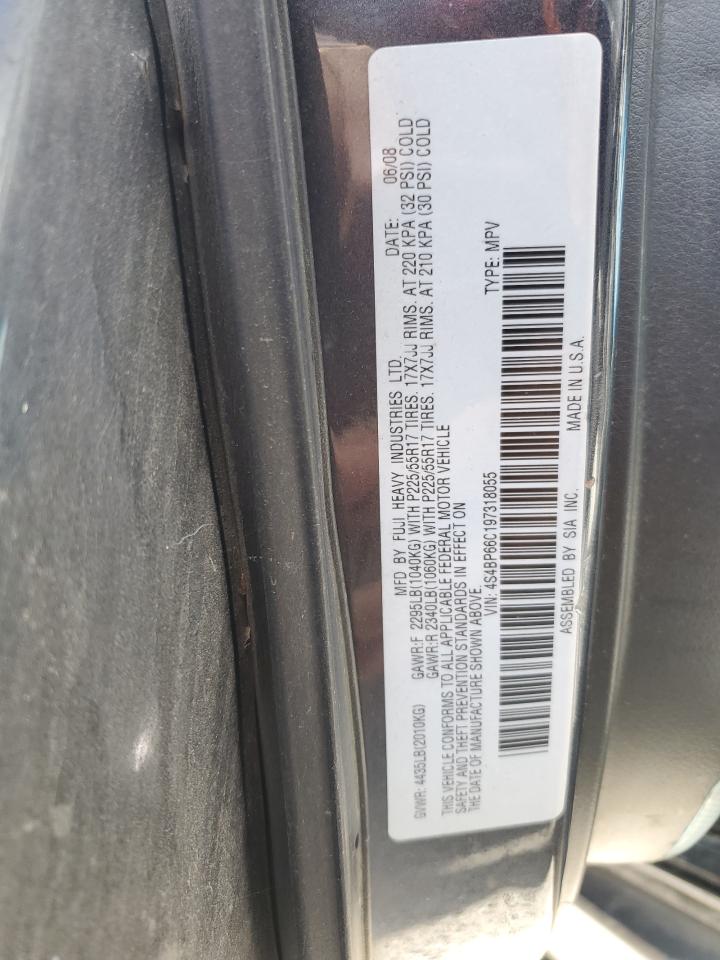 MFD BY FUJI HEAVY INDUSTRIES LTD. DATE: 06/08
GVWR: 4435LB(2010KG) GAWR:F 2295LB(1040KG) WITH P225/55R17 TIRES. 17X7JJ RIMS. AT 220 KPA (32 PSI) COLD
GAWR:R 2340LB(1060KG) WITH P225/55R17 TIRES. 17X7JJ RIMS. AT 210 KPA (30 PSI) COLD
THIS VEHICLE CONFORMS TO ALL APPLICABLE FEDERAL MOTOR VEHICLE
SAFETY AND THEFT PREVENTION STANDARDS IN EFFECT ON
THE DATE OF MANUFACTURE SHOWN ABOVE.
VIN: 4S4BP66C197318055 TYPE: MPV
ASSEMBLED BY SIA INC. MADE IN U.S.A.